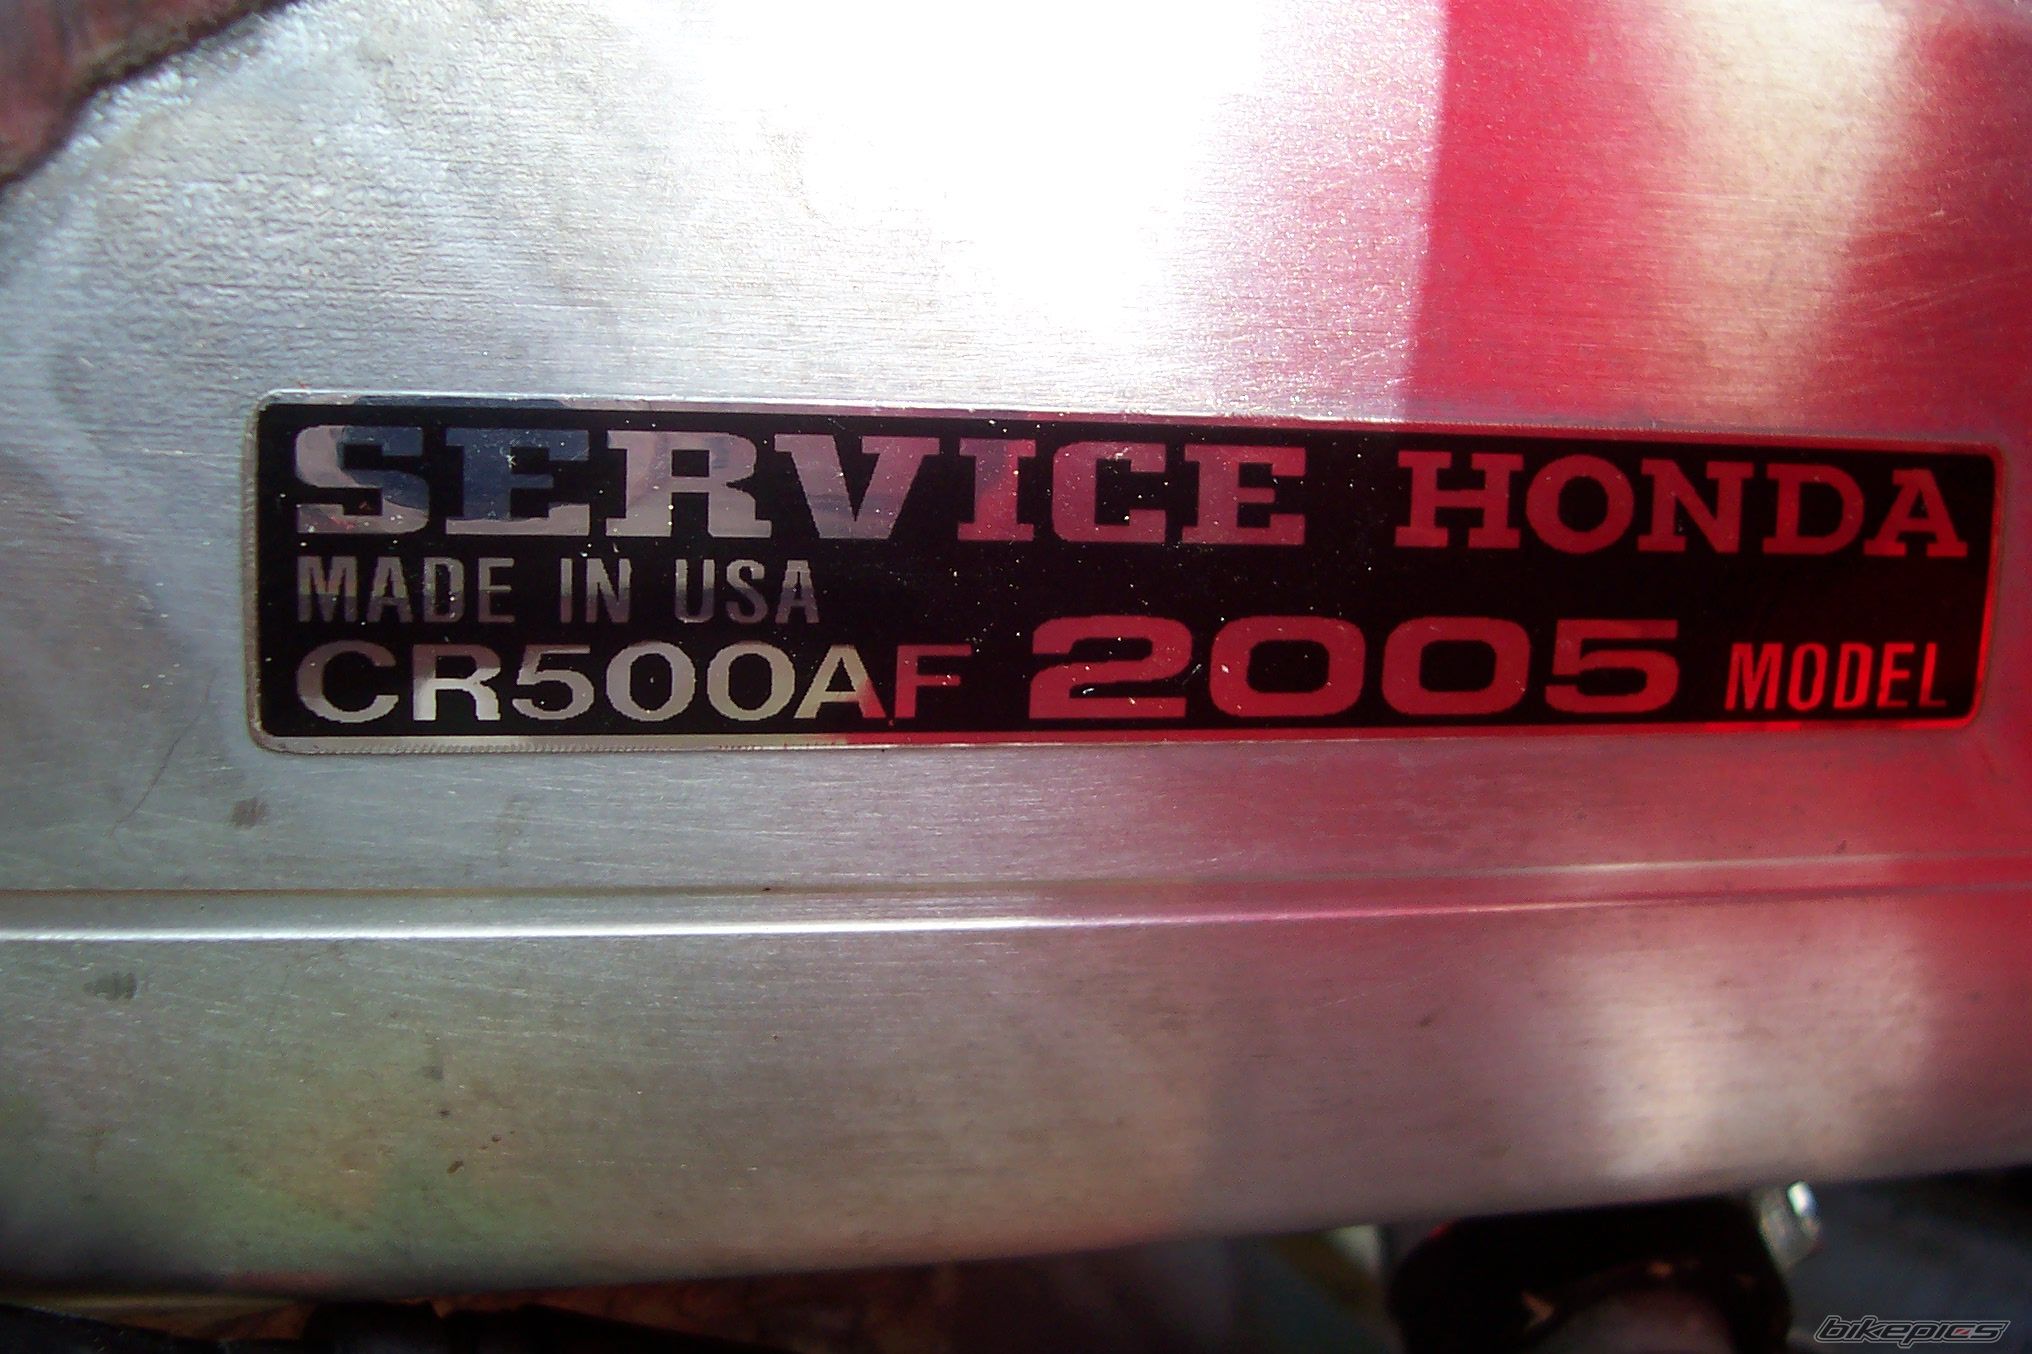 SERVICE HONDA
MADE IN USA
CR500AF 2005 MODEL
bikepics